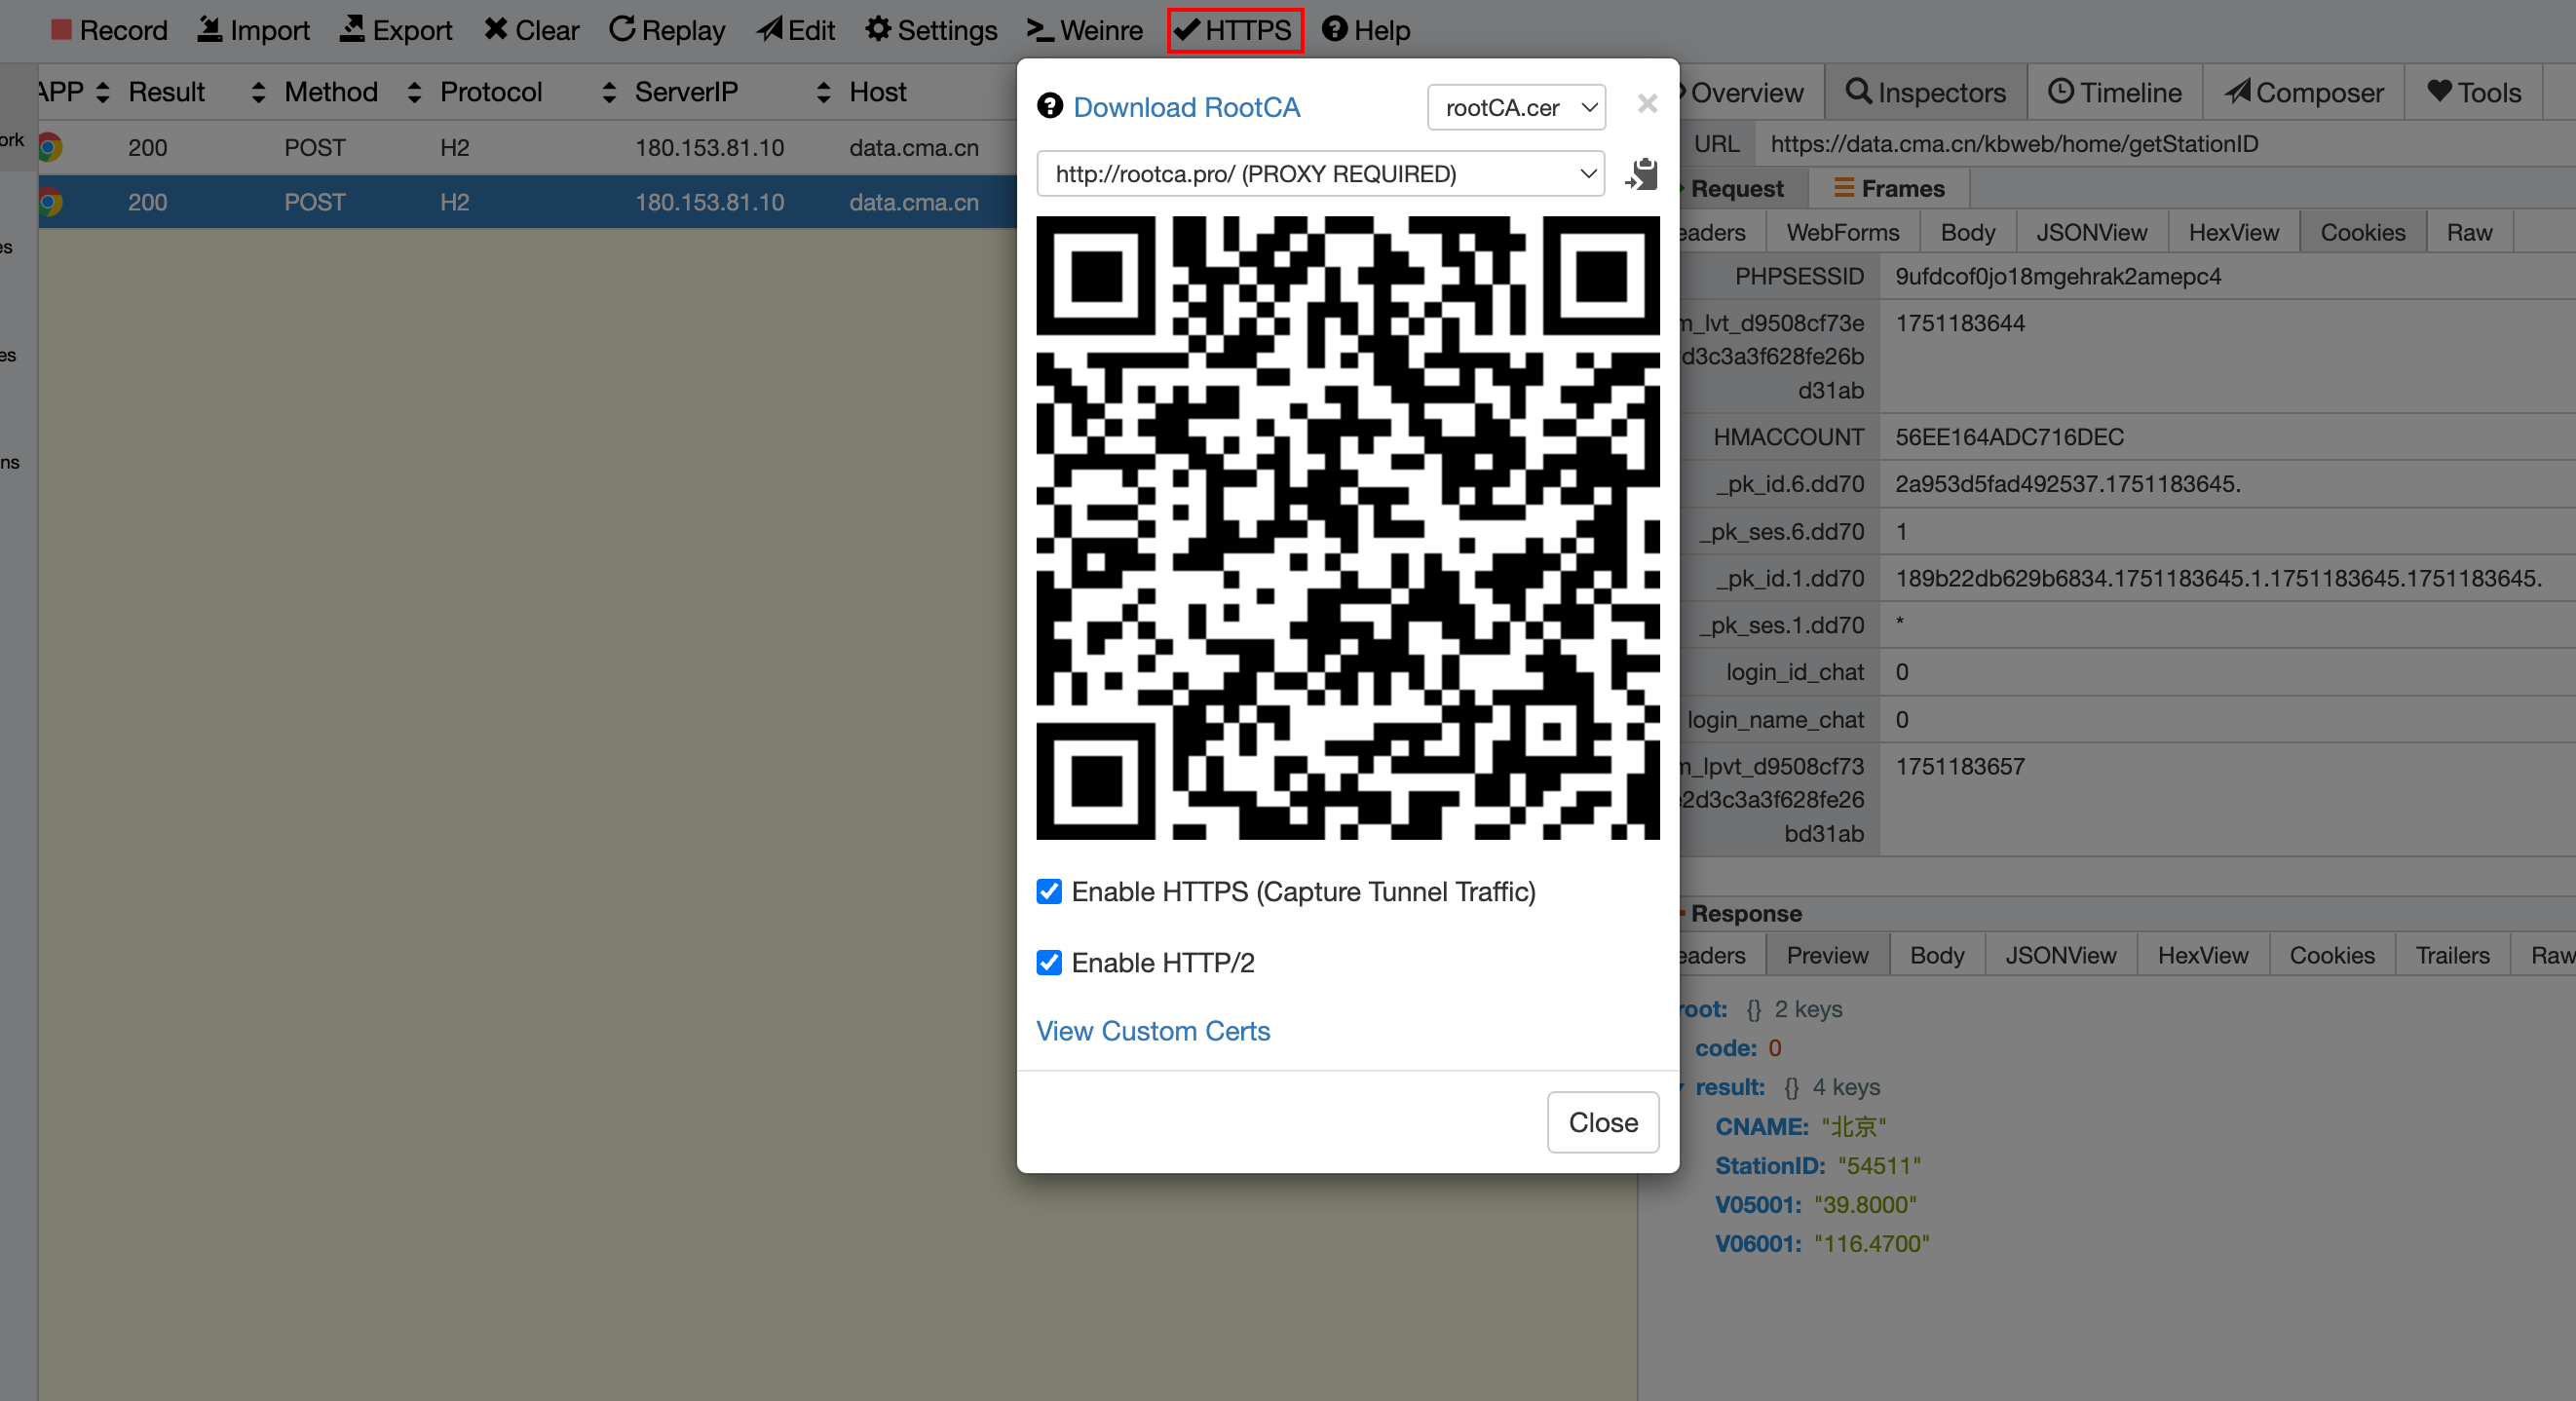 Record Import Export Clear Replay Edit Settings Weinre HTTPS Help
APP Result Method Protocol ServerIP Host
200 POST H2 180.153.81.10 data.cma.cn
200 POST H2 180.153.81.10 data.cma.cn
ork
es
es
ns
Download RootCA rootCA.cer ×
http://rootca.pro/ (PROXY REQUIRED)
Enable HTTPS (Capture Tunnel Traffic)
Enable HTTP/2
View Custom Certs
Close
Overview Inspectors Timeline Composer Tools
URL https://data.cma.cn/kbweb/home/getStationID
Request Frames
eaders WebForms Body JSONView HexView Cookies Raw
PHPSESSID 9ufdcof0jo18mgehrak2amepc4
m_lvt_d9508cf73e 1751183644
d3c3a3f628fe26b
d31ab
HMACCOUNT 56EE164ADC716DEC
_pk_id.6.dd70 2a953d5fad492537.1751183645.
_pk_ses.6.dd70 1
_pk_id.1.dd70 189b22db629b6834.1751183645.1.1751183645.1751183645.
_pk_ses.1.dd70 *
login_id_chat 0
login_name_chat 0
m_lpvt_d9508cf73 1751183657
e2d3c3a3f628fe26
bd31ab
Response
eaders Preview Body JSONView HexView Cookies Trailers Raw
root: {} 2 keys
code: 0
result: {} 4 keys
CNAME: "北京"
StationID: "54511"
V05001: "39.8000"
V06001: "116.4700"